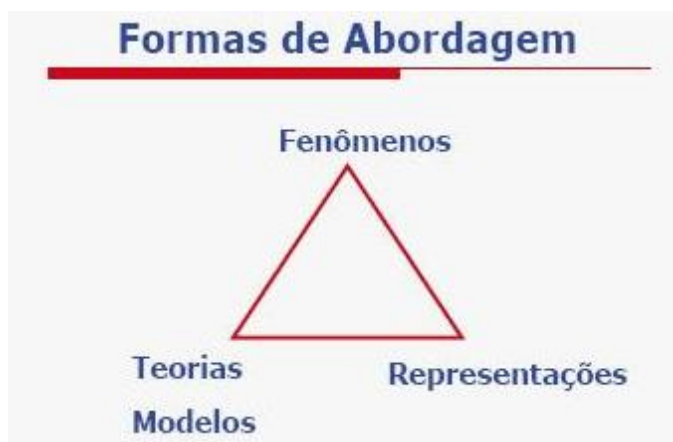 Formas de Abordagem
Fenômenos
Teorias
Representações
Modelos